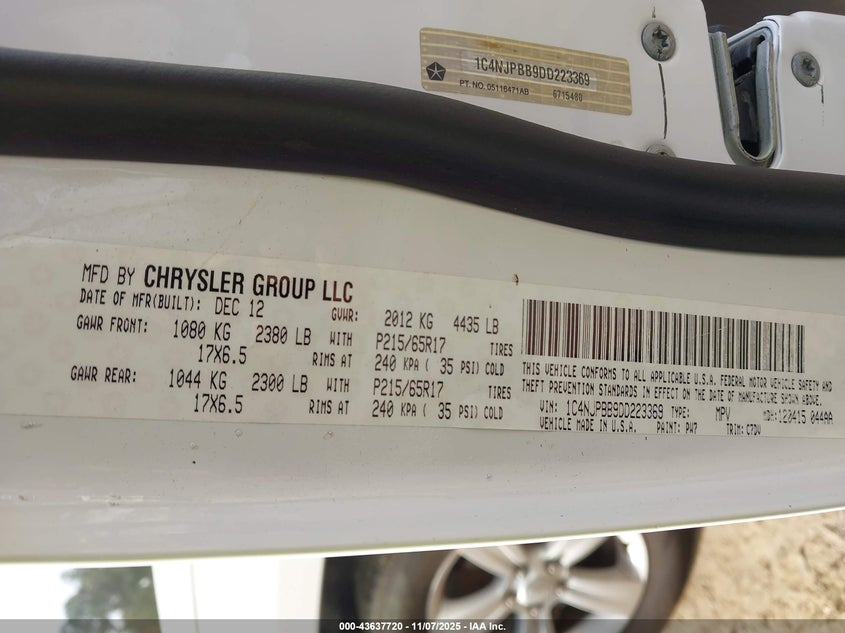 1C4NJPBB9DD223369
PT. NO. 05116471AB 6715480
MFD BY CHRYSLER GROUP LLC
DATE OF MFR(BUILT): DEC 12 GVWR: 2012 KG 4435 LB
GAWR FRONT: 1080 KG 2380 LB WITH P215/65R17 TIRES
17X6.5 RIMS AT 240 KPA ( 35 PSI) COLD
GAWR REAR: 1044 KG 2300 LB WITH P215/65R17 TIRES
17X6.5 RIMS AT 240 KPA ( 35 PSI) COLD
THIS VEHICLE CONFORMS TO ALL APPLICABLE U.S.A. FEDERAL MOTOR VEHICLE SAFETY AND
THEFT PREVENTION STANDARDS IN EFFECT ON THE DATE OF MANUFACTURE SHOWN ABOVE.
VIN: 1C4NJPBB9DD223369 TYPE: MPV MDH: 120415 044AA
VEHICLE MADE IN U.S.A. PAINT: PW7 TRIM: C7DV
000-43637720 - 11/07/2025 - IAA Inc.